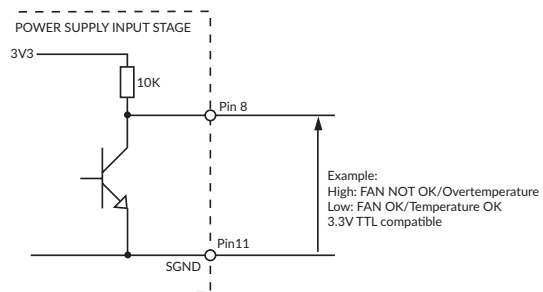 POWER SUPPLY INPUT STAGE
3V3
10K
Pin 8
Example:
High: FAN NOT OK/Overtemperature
Low: FAN OK/Temperature OK
3.3V TTL compatible
Pin11
SGND